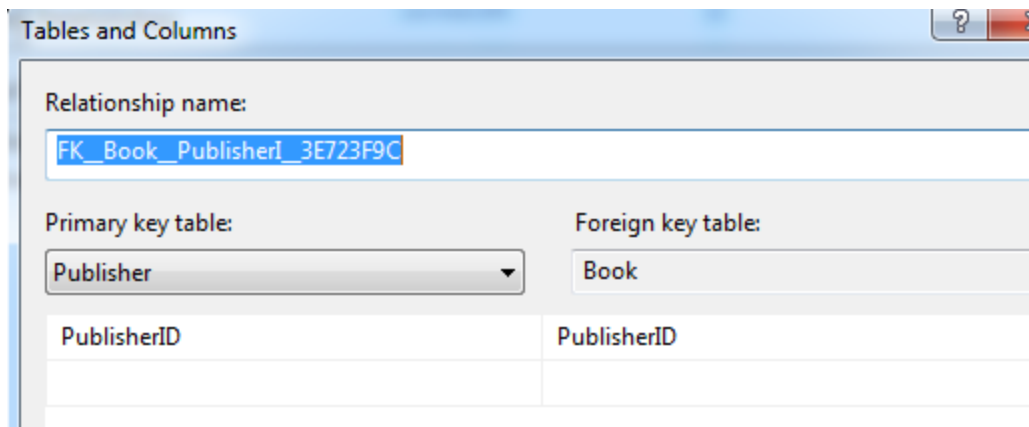 Tables and Columns
?
Relationship name:
FK__Book__PublisherI__3E723F9C
Primary key table: Foreign key table:
Publisher Book
PublisherID PublisherID